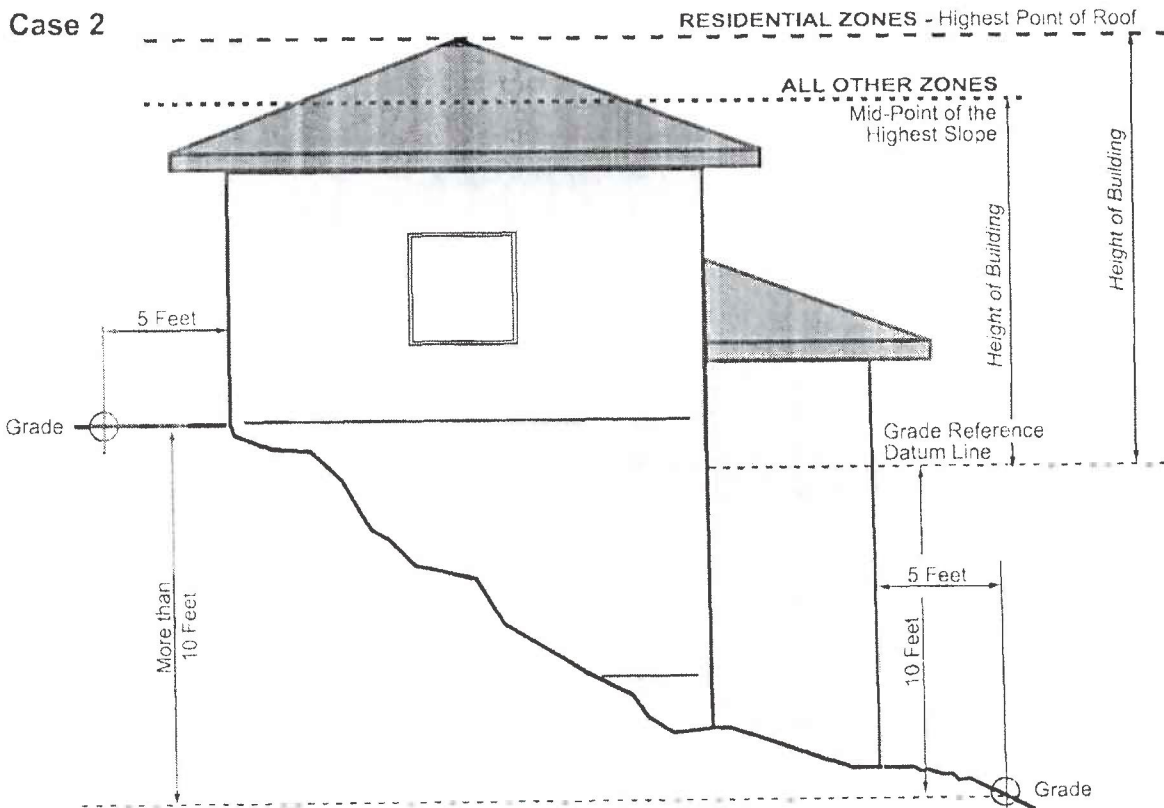 Case 2
RESIDENTIAL ZONES - Highest Point of Roof
ALL OTHER ZONES
Mid-Point of the
Highest Slope
Height of Building
Height of Building
5 Feet
Grade
Grade Reference
Datum Line
More than
10 Feet
5 Feet
10 Feet
Grade